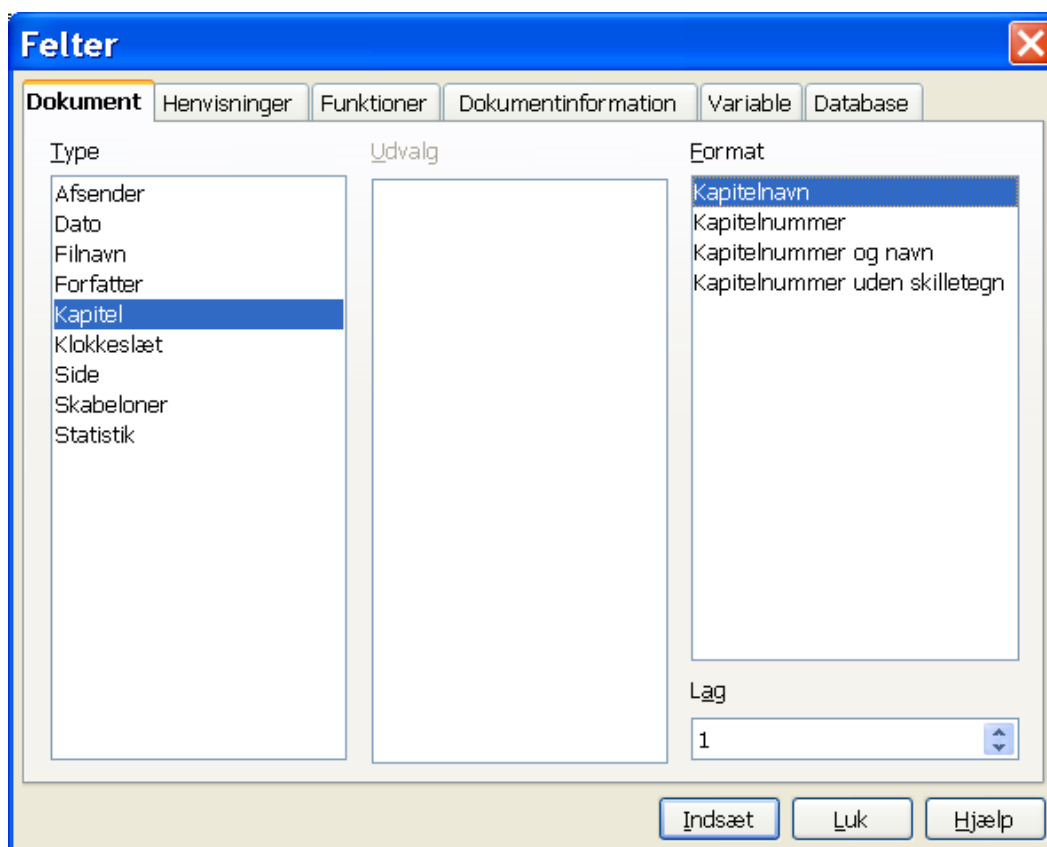 Felter
Dokument Henvisninger Funktioner Dokumentinformation Variable Database
Type
Afsender
Dato
Filnavn
Forfatter
Kapitel
Klokkeslæt
Side
Skabeloner
Statistik
Udvalg
Format
Kapitelnavn
Kapitelnummer
Kapitelnummer og navn
Kapitelnummer uden skilletegn
Lag
1
Indsæt Luk Hjælp